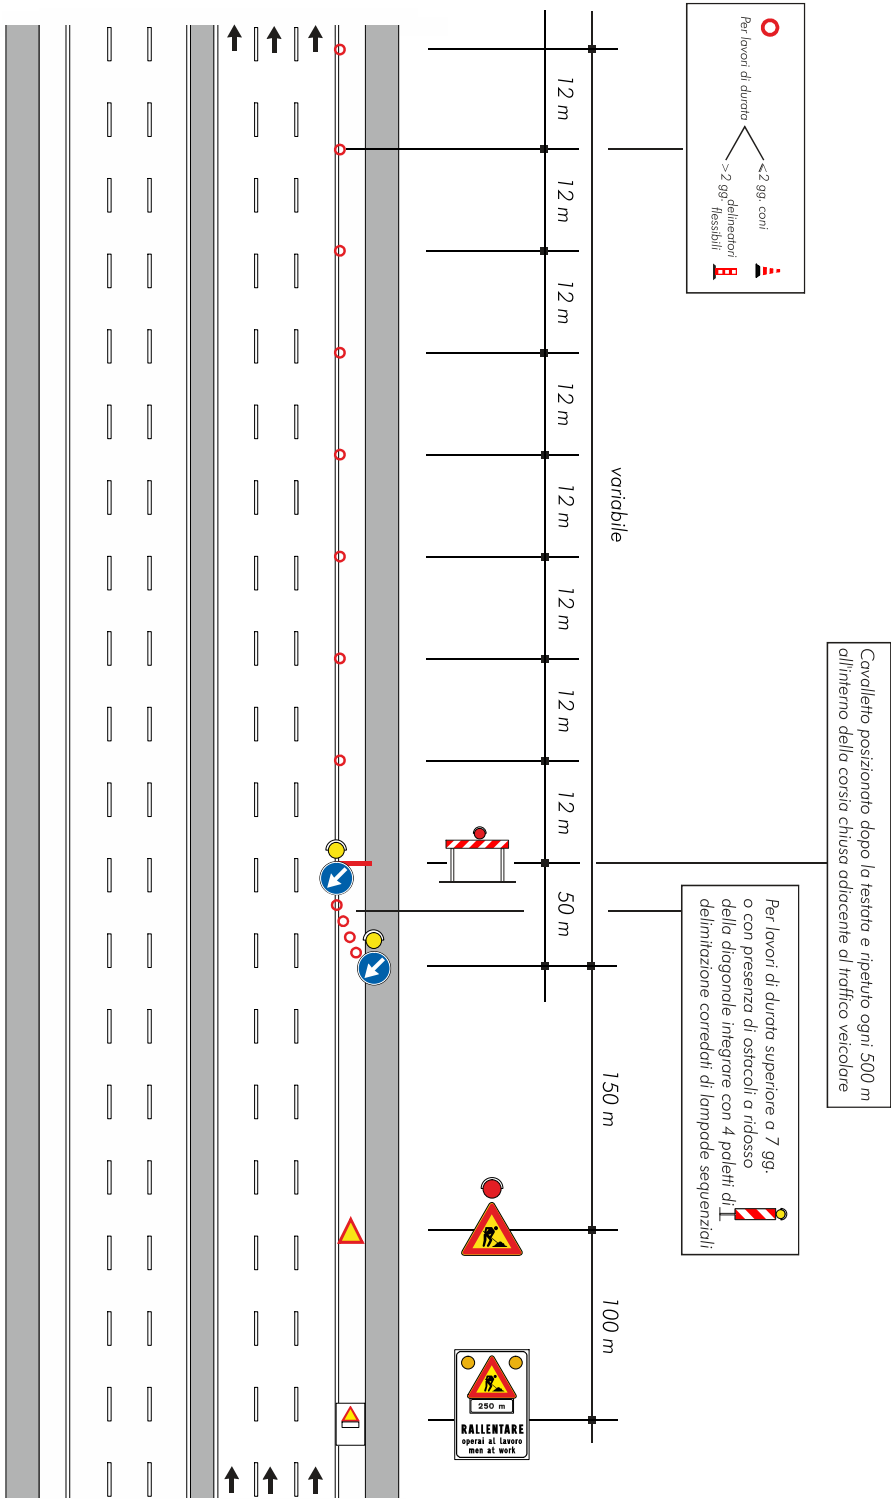 Per lavori di durata
<2 gg. coni
>2 gg. delineatori
flessibili
12 m
12 m
12 m
12 m
12 m
12 m
12 m
12 m
50 m
variabile
150 m
100 m
Cavalletto posizionato dopo la testata e ripetuto ogni 500 m
all'interno della corsia chiusa adiacente al traffico veicolare
Per lavori di durata superiore a 7 gg.
o con presenza di ostacoli a ridosso
della diagonale integrare con 4 paletti di
delimitazione corredati di lampade sequenziali
250 m
RALLENTARE
operai al lavoro
men at work